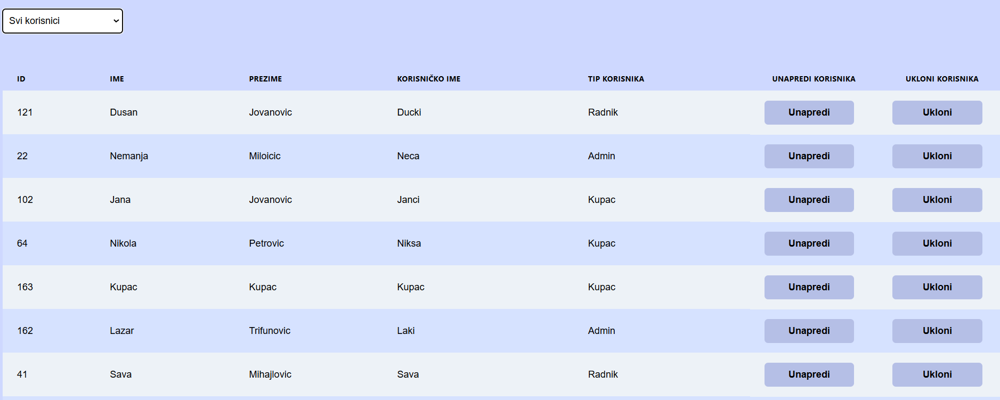 Svi korisnici
ID IME PREZIME KORISNIČKO IME TIP KORISNIKA UNAPREDI KORISNIKA UKLONI KORISNIKA
121 Dusan Jovanovic Ducki Radnik Unapredi Ukloni
22 Nemanja Miloicic Neca Admin Unapredi Ukloni
102 Jana Jovanovic Janci Kupac Unapredi Ukloni
64 Nikola Petrovic Niksa Kupac Unapredi Ukloni
163 Kupac Kupac Kupac Kupac Unapredi Ukloni
162 Lazar Trifunovic Laki Admin Unapredi Ukloni
41 Sava Mihajlovic Sava Radnik Unapredi Ukloni